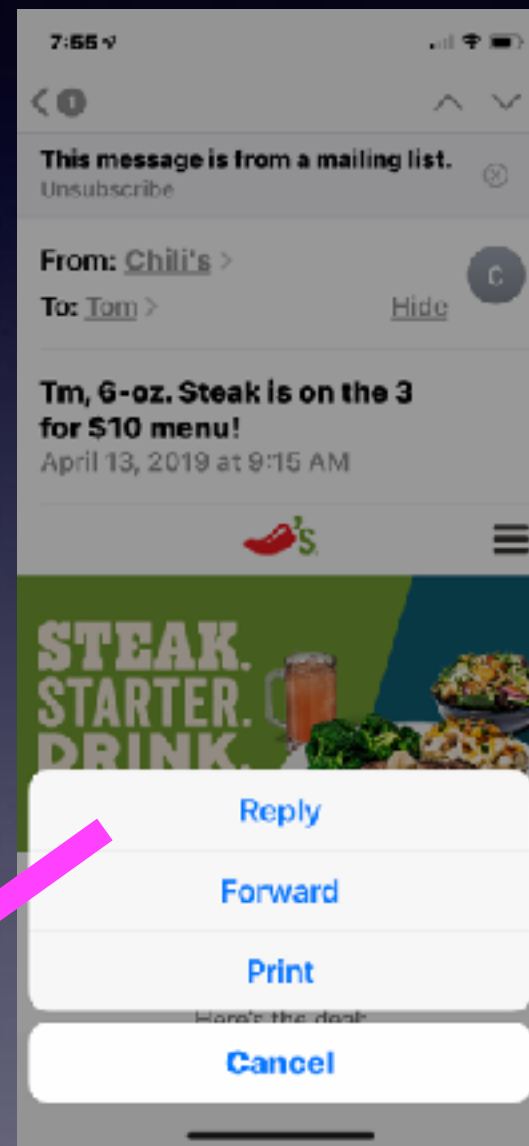 7:55
1
This message is from a mailing list.
Unsubscribe
From: Chili's >
C
To: Tom >
Hide
Tm, 6-oz. Steak is on the 3
for $10 menu!
April 13, 2019 at 9:15 AM
's
STEAK.
STARTER.
DRINK.
Reply
Forward
Print
Here's the deal:
Cancel